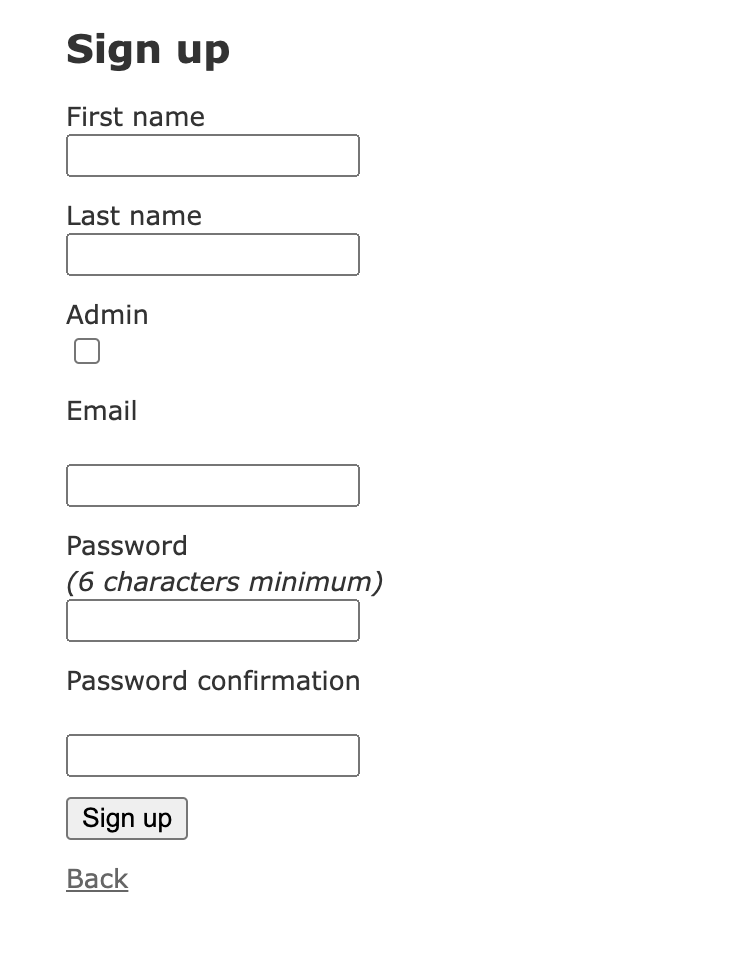 Sign up
First name
Last name
Admin
Email
Password
(6 characters minimum)
Password confirmation
Sign up
Back